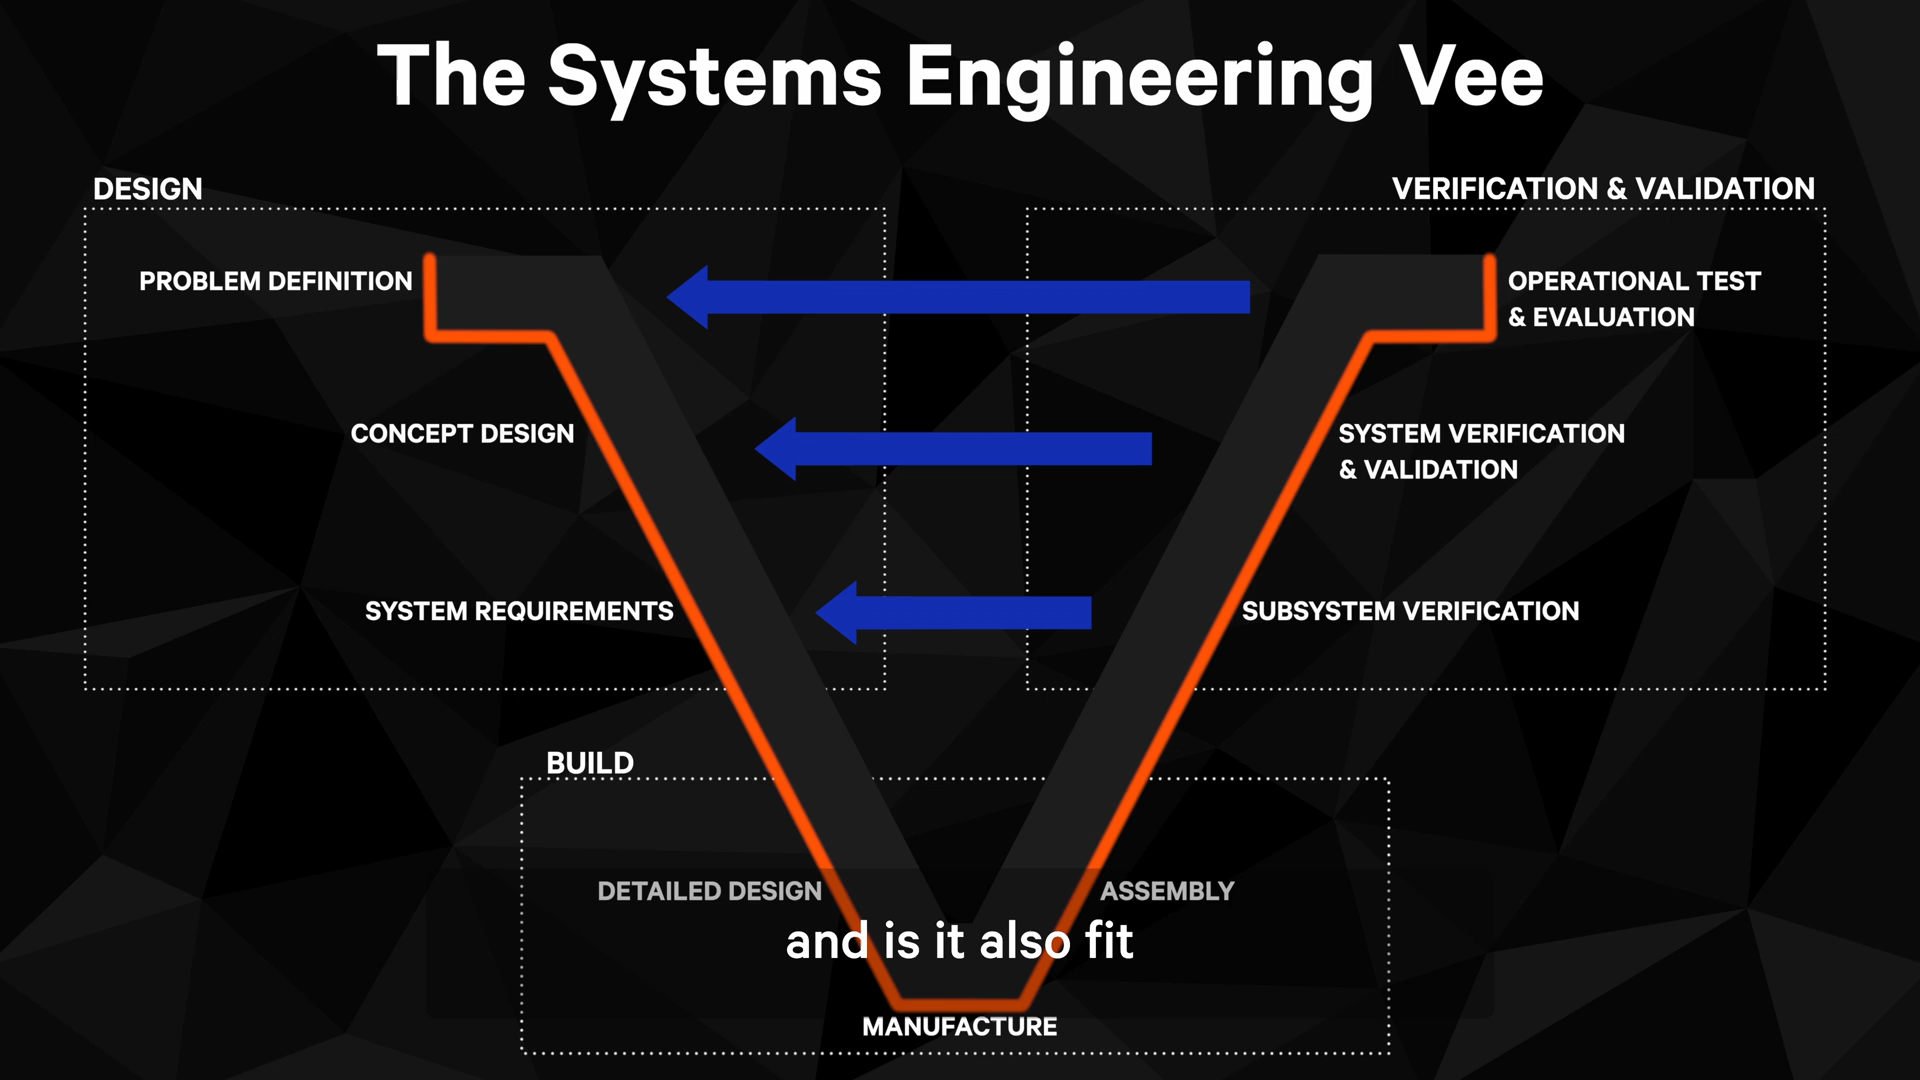 The Systems Engineering Vee
DESIGN
VERIFICATION & VALIDATION
PROBLEM DEFINITION
OPERATIONAL TEST
& EVALUATION
CONCEPT DESIGN
SYSTEM VERIFICATION
& VALIDATION
SYSTEM REQUIREMENTS
SUBSYSTEM VERIFICATION
BUILD
DETAILED DESIGN
ASSEMBLY
and is it also fit
MANUFACTURE